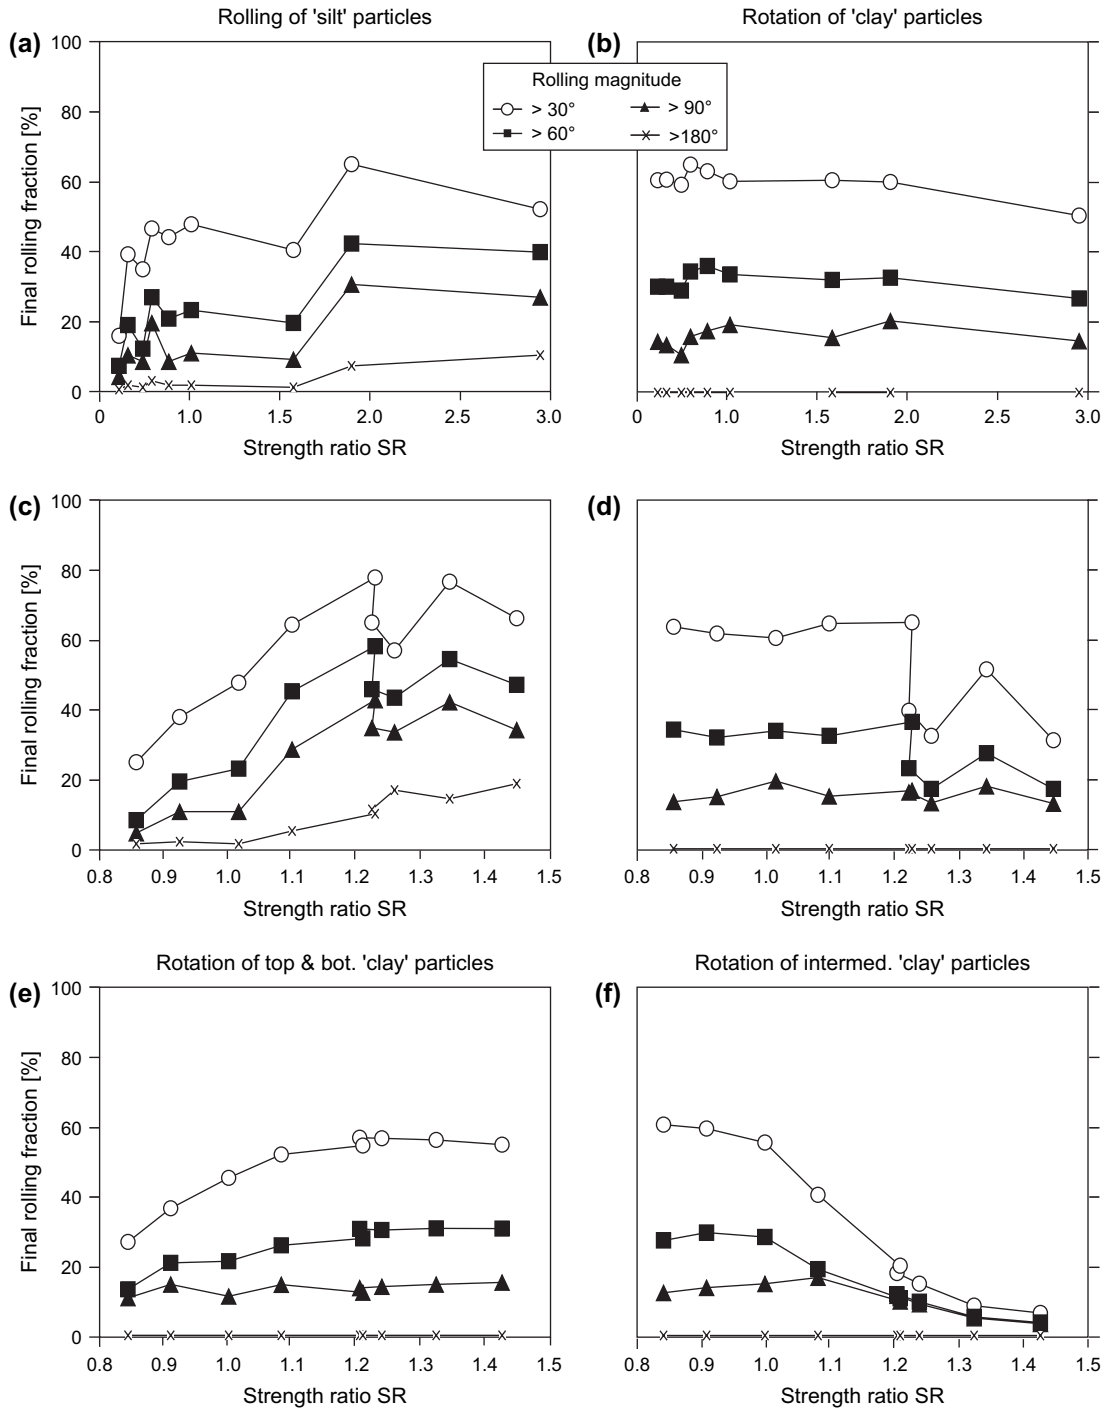 Rolling of 'silt' particles
Rotation of 'clay' particles
(a)
(b)
Rolling magnitude
> 30°
> 90°
> 60°
>180°
100
80
60
40
20
0
Final rolling fraction [%]
0 1.0 1.5 2.0 2.5 3.0
0 1.0 1.5 2.0 2.5 3.0
Strength ratio SR
Strength ratio SR
(c)
(d)
100
80
60
40
20
0
Final rolling fraction [%]
0.8 0.9 1.0 1.1 1.2 1.3 1.4 1.5
0.8 0.9 1.0 1.1 1.2 1.3 1.4 1.5
Strength ratio SR
Strength ratio SR
Rotation of top & bot. 'clay' particles
Rotation of intermed. 'clay' particles
(e)
(f)
100
80
60
40
20
0
Final rolling fraction [%]
0.8 0.9 1.0 1.1 1.2 1.3 1.4 1.5
0.8 0.9 1.0 1.1 1.2 1.3 1.4 1.5
Strength ratio SR
Strength ratio SR